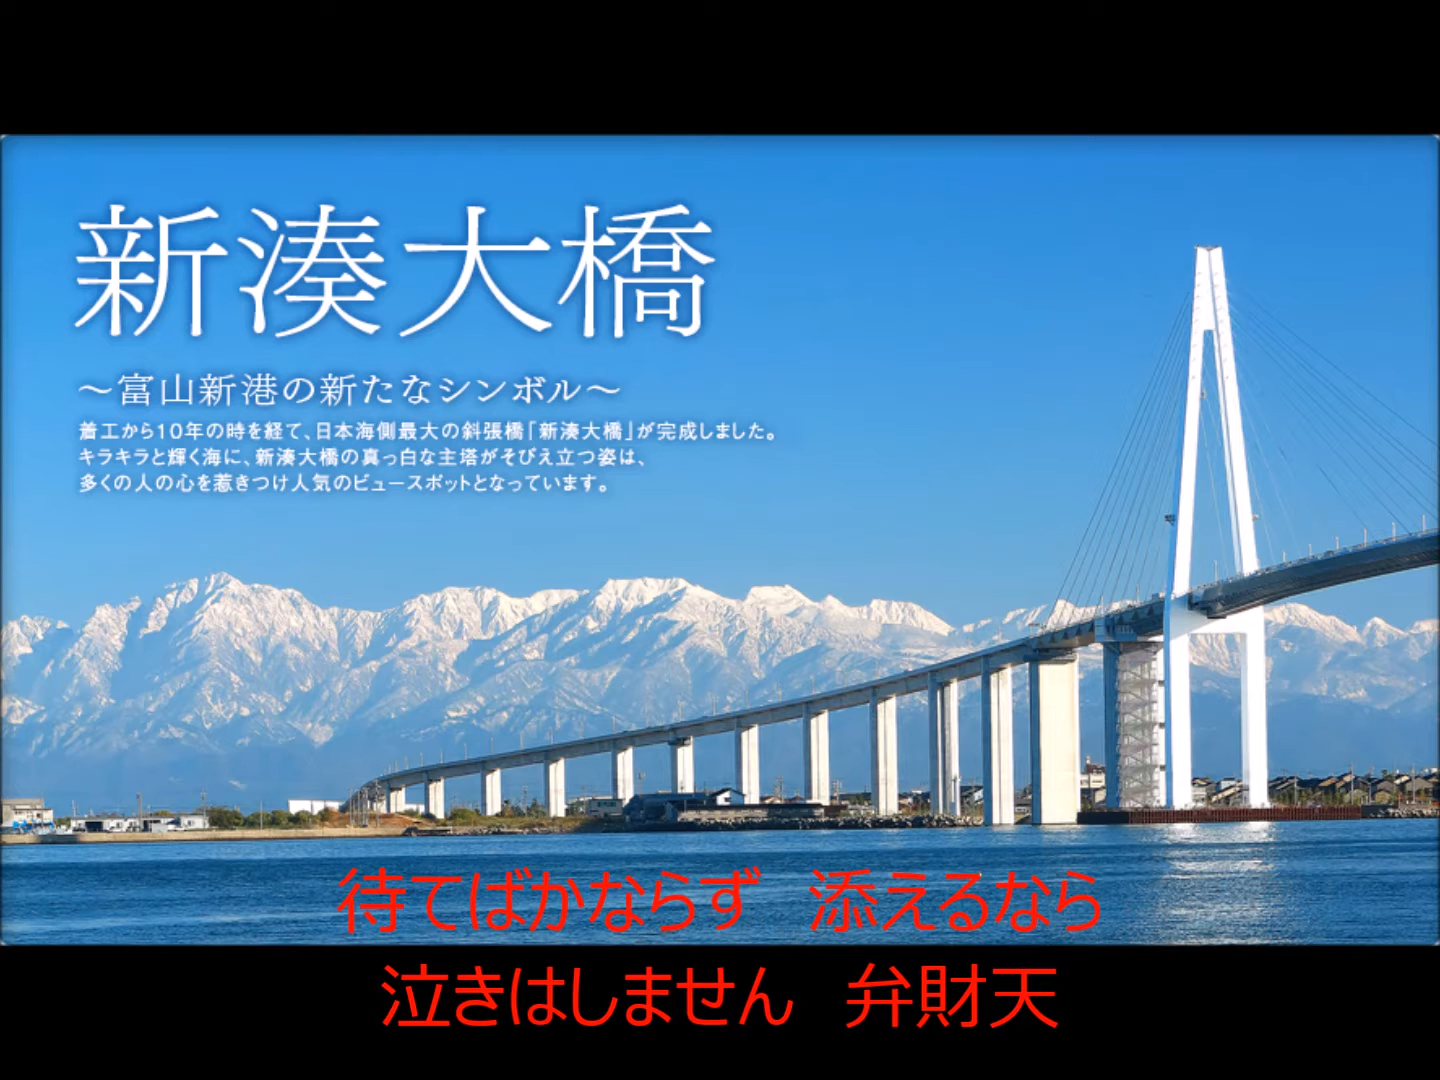 新湊大橋
～富山新港の新たなシンボル～
着工から10年の時を経て、日本海側最大の斜張橋「新湊大橋」が完成しました。
キラキラと輝く海に、新湊大橋の真っ白な主塔がそびえ立つ姿は、
多くの人の心を惹きつけ人気のビュースポットとなっています。
待てばかならず　添えるなら
泣きはしません　弁財天